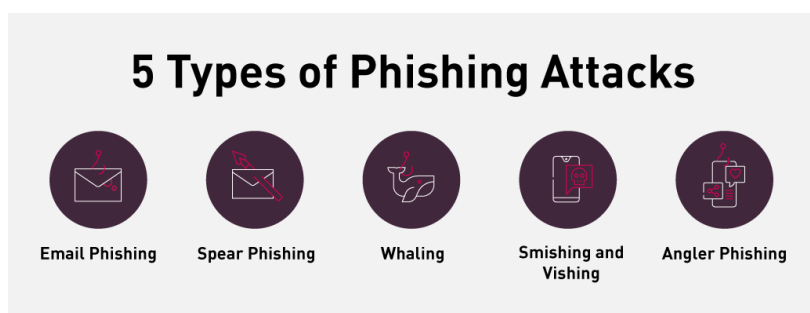 5 Types of Phishing Attacks
Email Phishing
Spear Phishing
Whaling
Smishing and
Vishing
Angler Phishing